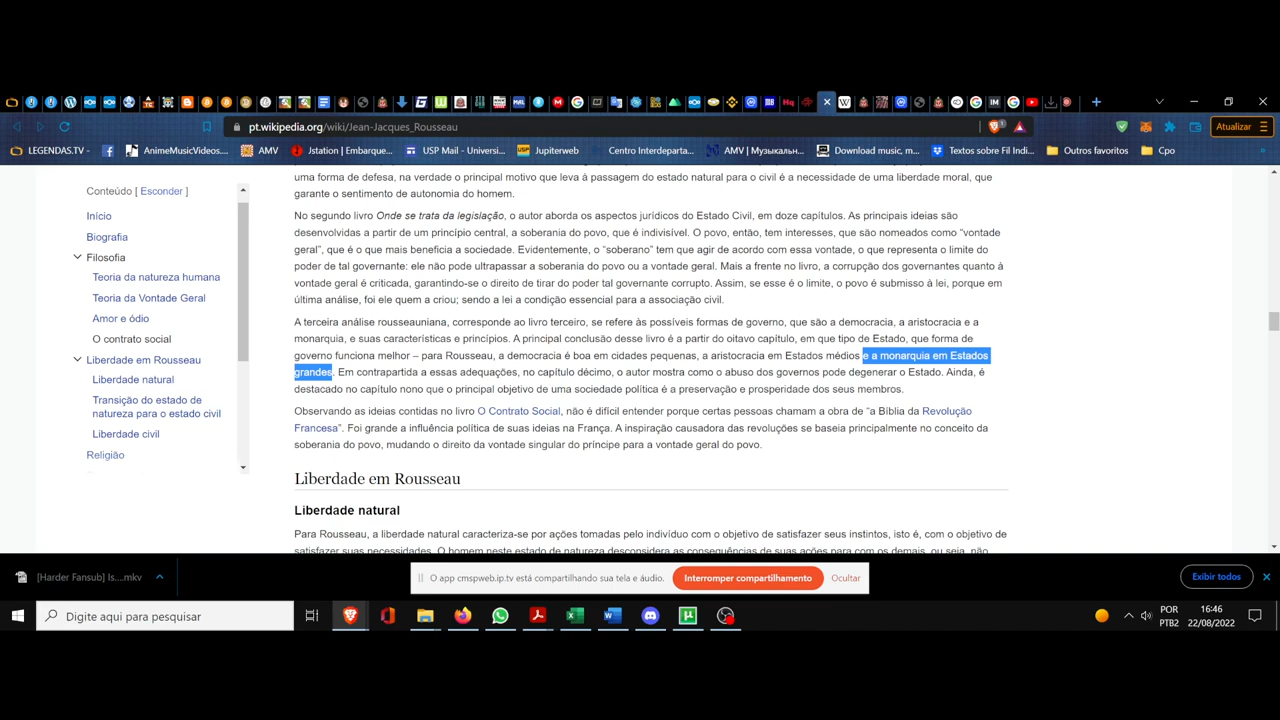 pt.wikipedia.org/wiki/Jean-Jacques_Rousseau
Atualizar
LEGENDAS.TV -
AnimeMusicVideos...
AMV
Jstation | Embarque...
USP Mail - Universi...
Jupiterweb
Centro Interdeparta...
AMV | Музыкальн...
Download music, m...
Textos sobre Fil Indi...
Outros favoritos
Cpo
Conteúdo [ Esconder ]
Início
Biografia
Filosofia
Teoria da natureza humana
Teoria da Vontade Geral
Amor e ódio
O contrato social
Liberdade em Rousseau
Liberdade natural
Transição do estado de
natureza para o estado civil
Liberdade civil
Religião
uma forma de defesa, na verdade o principal motivo que leva à passagem do estado natural para o civil é a necessidade de uma liberdade moral, que
garante o sentimento de autonomia do homem.
No segundo livro Onde se trata da legislação, o autor aborda os aspectos jurídicos do Estado Civil, em doze capítulos. As principais ideias são
desenvolvidas a partir de um princípio central, a soberania do povo, que é indivisível. O povo, então, tem interesses, que são nomeados como “vontade
geral”, que é o que mais beneficia a sociedade. Evidentemente, o “soberano” tem que agir de acordo com essa vontade, o que representa o limite do
poder de tal governante: ele não pode ultrapassar a soberania do povo ou a vontade geral. Mais a frente no livro, a corrupção dos governantes quanto à
vontade geral é criticada, garantindo-se o direito de tirar do poder tal governante corrupto. Assim, se esse é o limite, o povo é submisso à lei, porque em
última análise, foi ele quem a criou; sendo a lei a condição essencial para a associação civil.
A terceira análise rousseauniana, corresponde ao livro terceiro, se refere às possíveis formas de governo, que são a democracia, a aristocracia e a
monarquia, e suas características e princípios. A principal conclusão desse livro é a partir do oitavo capítulo, em que tipo de Estado, que forma de
governo funciona melhor – para Rousseau, a democracia é boa em cidades pequenas, a aristocracia em Estados médios e a monarquia em Estados
grandes. Em contrapartida a essas adequações, no capítulo décimo, o autor mostra como o abuso dos governos pode degenerar o Estado. Ainda, é
destacado no capítulo nono que o principal objetivo de uma sociedade política é a preservação e prosperidade dos seus membros.
Observando as ideias contidas no livro O Contrato Social, não é difícil entender porque certas pessoas chamam a obra de “a Bíblia da Revolução
Francesa”. Foi grande a influência política de suas ideias na França. A inspiração causadora das revoluções se baseia principalmente no conceito da
soberania do povo, mudando o direito da vontade singular do príncipe para a vontade geral do povo.
Liberdade em Rousseau
Liberdade natural
Para Rousseau, a liberdade natural caracteriza-se por ações tomadas pelo indivíduo com o objetivo de satisfazer seus instintos, isto é, com o objetivo de
satisfazer suas necessidades. O homem neste estado de natureza desconsidera as consequências de suas ações para com os demais, ou seja, não
[Harder Fansub] Is....mkv
O app cmspweb.ip.tv está compartilhando sua tela e áudio.
Interromper compartilhamento
Ocultar
Exibir todos
Digite aqui para pesquisar
POR
PTB2
16:46
22/08/2022